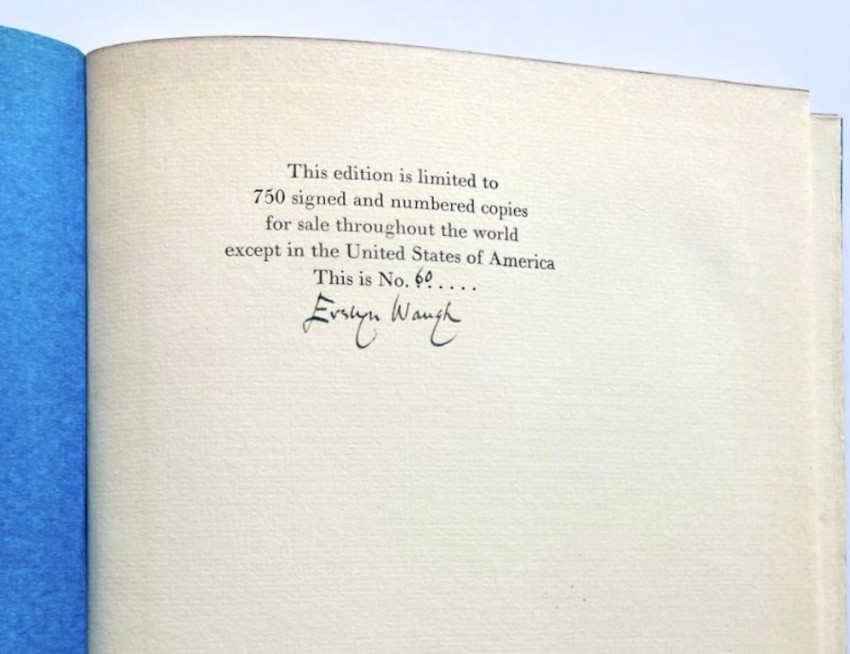 This edition is limited to
750 signed and numbered copies
for sale throughout the world
except in the United States of America
This is No. 60.....
Evelyn Waugh